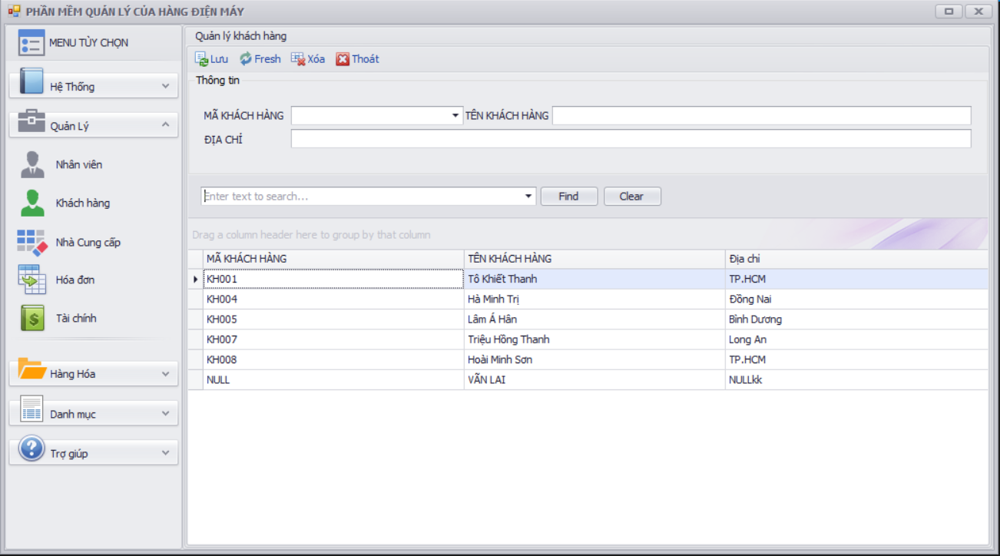 PHẦN MỀM QUẢN LÝ CỦA HÀNG ĐIỆN MÁY
MENU TÙY CHỌN
Hệ Thống
Quản Lý
Nhân viên
Khách hàng
Nhà Cung cấp
Hóa đơn
Tài chính
Hàng Hóa
Danh mục
Trợ giúp
Quản lý khách hàng
Lưu Fresh Xóa Thoát
Thông tin
MÃ KHÁCH HÀNG TÊN KHÁCH HÀNG
ĐỊA CHỈ
Enter text to search... Find Clear
Drag a column header here to group by that column
MÃ KHÁCH HÀNG TÊN KHÁCH HÀNG Địa chỉ
KH001 Tô Khiết Thanh TP.HCM
KH004 Hà Minh Trị Đồng Nai
KH005 Lâm Á Hân Bình Dương
KH007 Triệu Hồng Thanh Long An
KH008 Hoài Minh Sơn TP.HCM
NULL VÃN LAI NULLkk